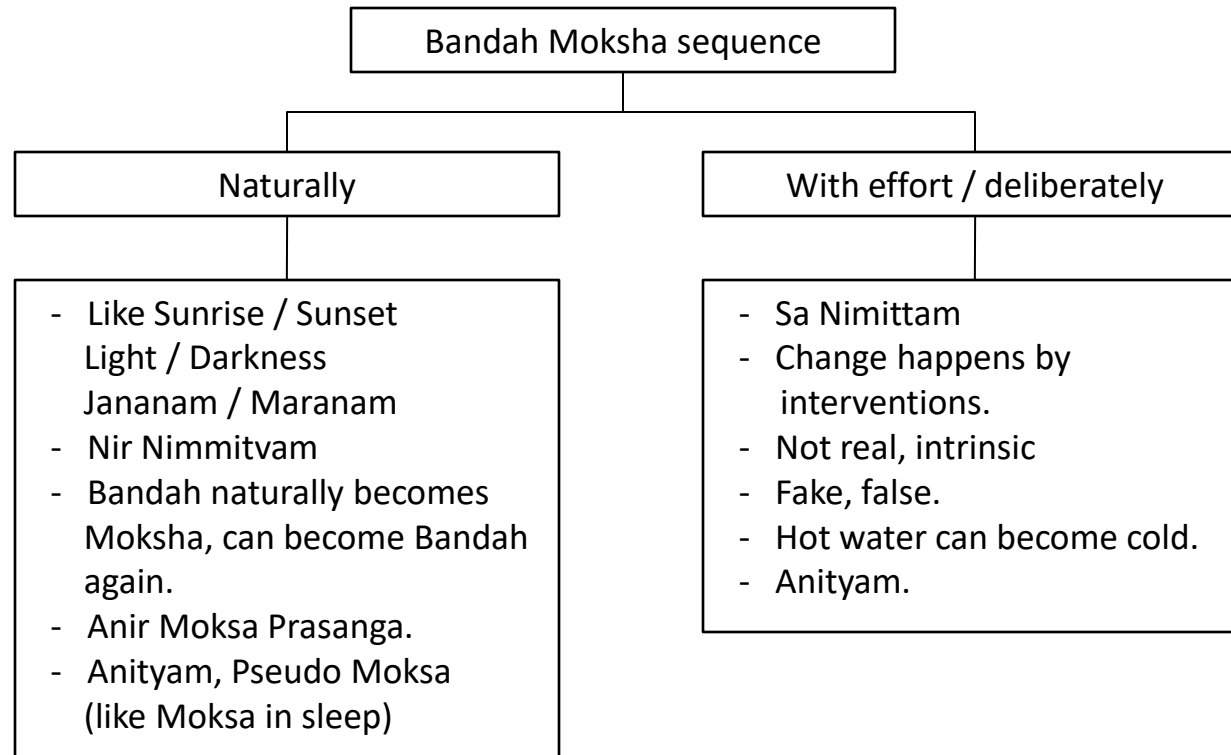 Bandah Moksha sequence
Naturally
With effort / deliberately
- Like Sunrise / Sunset
Light / Darkness
Jananam / Maranam
- Nir Nimmitvam
- Bandah naturally becomes
Moksha, can become Bandah
again.
- Anir Moksa Prasanga.
- Anityam, Pseudo Moksa
(like Moksa in sleep)
- Sa Nimittam
- Change happens by
interventions.
- Not real, intrinsic
- Fake, false.
- Hot water can become cold.
- Anityam.